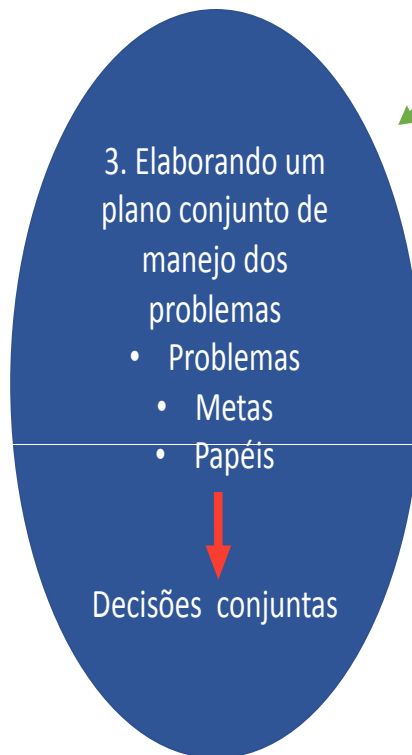 3. Elaborando um
plano conjunto de
manejo dos
problemas
• Problemas
• Metas
• Papéis
Decisões conjuntas